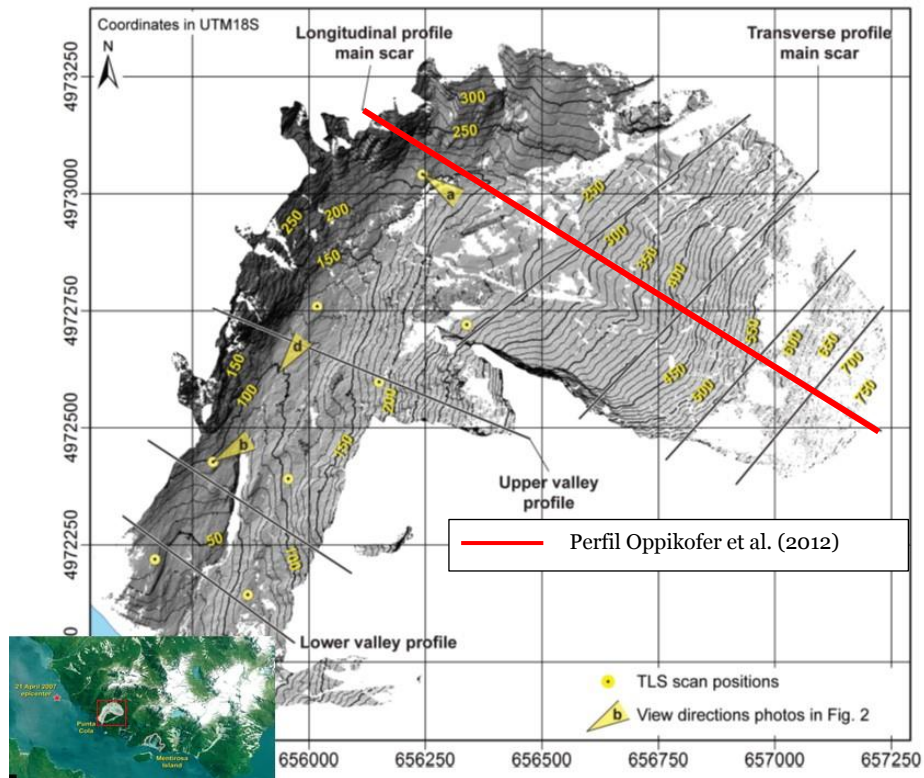 Coordinates in UTM18S
N
Longitudinal profile
main scar
Transverse profile
main scar
4973250
4973000
4972750
4972500
4972250
300
250
250
200
150
250
300
350
400
550
600
650
700
750
450
500
150
100
200
150
50
100
a
d
b
Upper valley
profile
Perfil Oppikofer et al. (2012)
Lower valley profile
21 April 2007
epicenter
Punta
Cola
Mentirosa
Island
TLS scan positions
b
View directions photos in Fig. 2
656000
656250
656500
656750
657000
657250